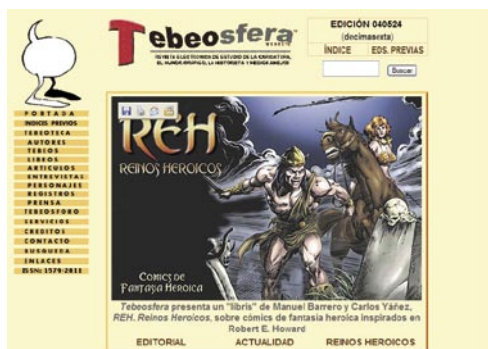 Tebeosfera
REVISTA ELECTRÓNICA DE ESTUDIO DE LA CARICATURA,
EL HUMOR GRÁFICO, LA HISTORIETA Y MEDIOS ANEJOS
EDICIÓN 040524
(decimasexta)
ÍNDICE EDS. PREVIAS
Buscar
PORTADA
INDICES PREVIOS
TEBEOTECA
AUTORES
TEBEOS
LIBROS
ARTICULOS
ENTREVISTAS
PERSONAJES
REGISTROS
PRENSA
TEBEOSFORO
SERVICIOS
CREDITOS
CONTACTO
BUSQUEDA
ENLACES
ISSN: 1579-2811
REH
REINOS HEROICOS
COMICS DE
FANTASIA HEROICA
Tebeosfera presenta un "libris" de Manuel Barrero y Carlos Yáñez,
REH. Reinos Heroicos, sobre cómics de fantasía heroica inspirados en
Robert E. Howard
EDITORIAL ACTUALIDAD REINOS HEROICOS